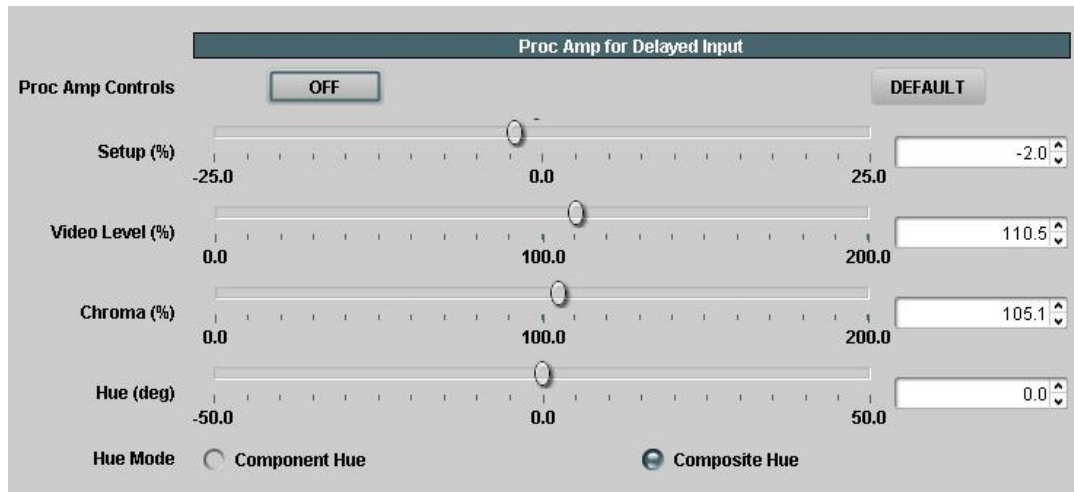 Proc Amp for Delayed Input
Proc Amp Controls OFF DEFAULT
Setup (%) -2.0
-25.0 0.0 25.0
Video Level (%) 110.5
0.0 100.0 200.0
Chroma (%) 105.1
0.0 100.0 200.0
Hue (deg) 0.0
-50.0 0.0 50.0
Hue Mode Component Hue Composite Hue